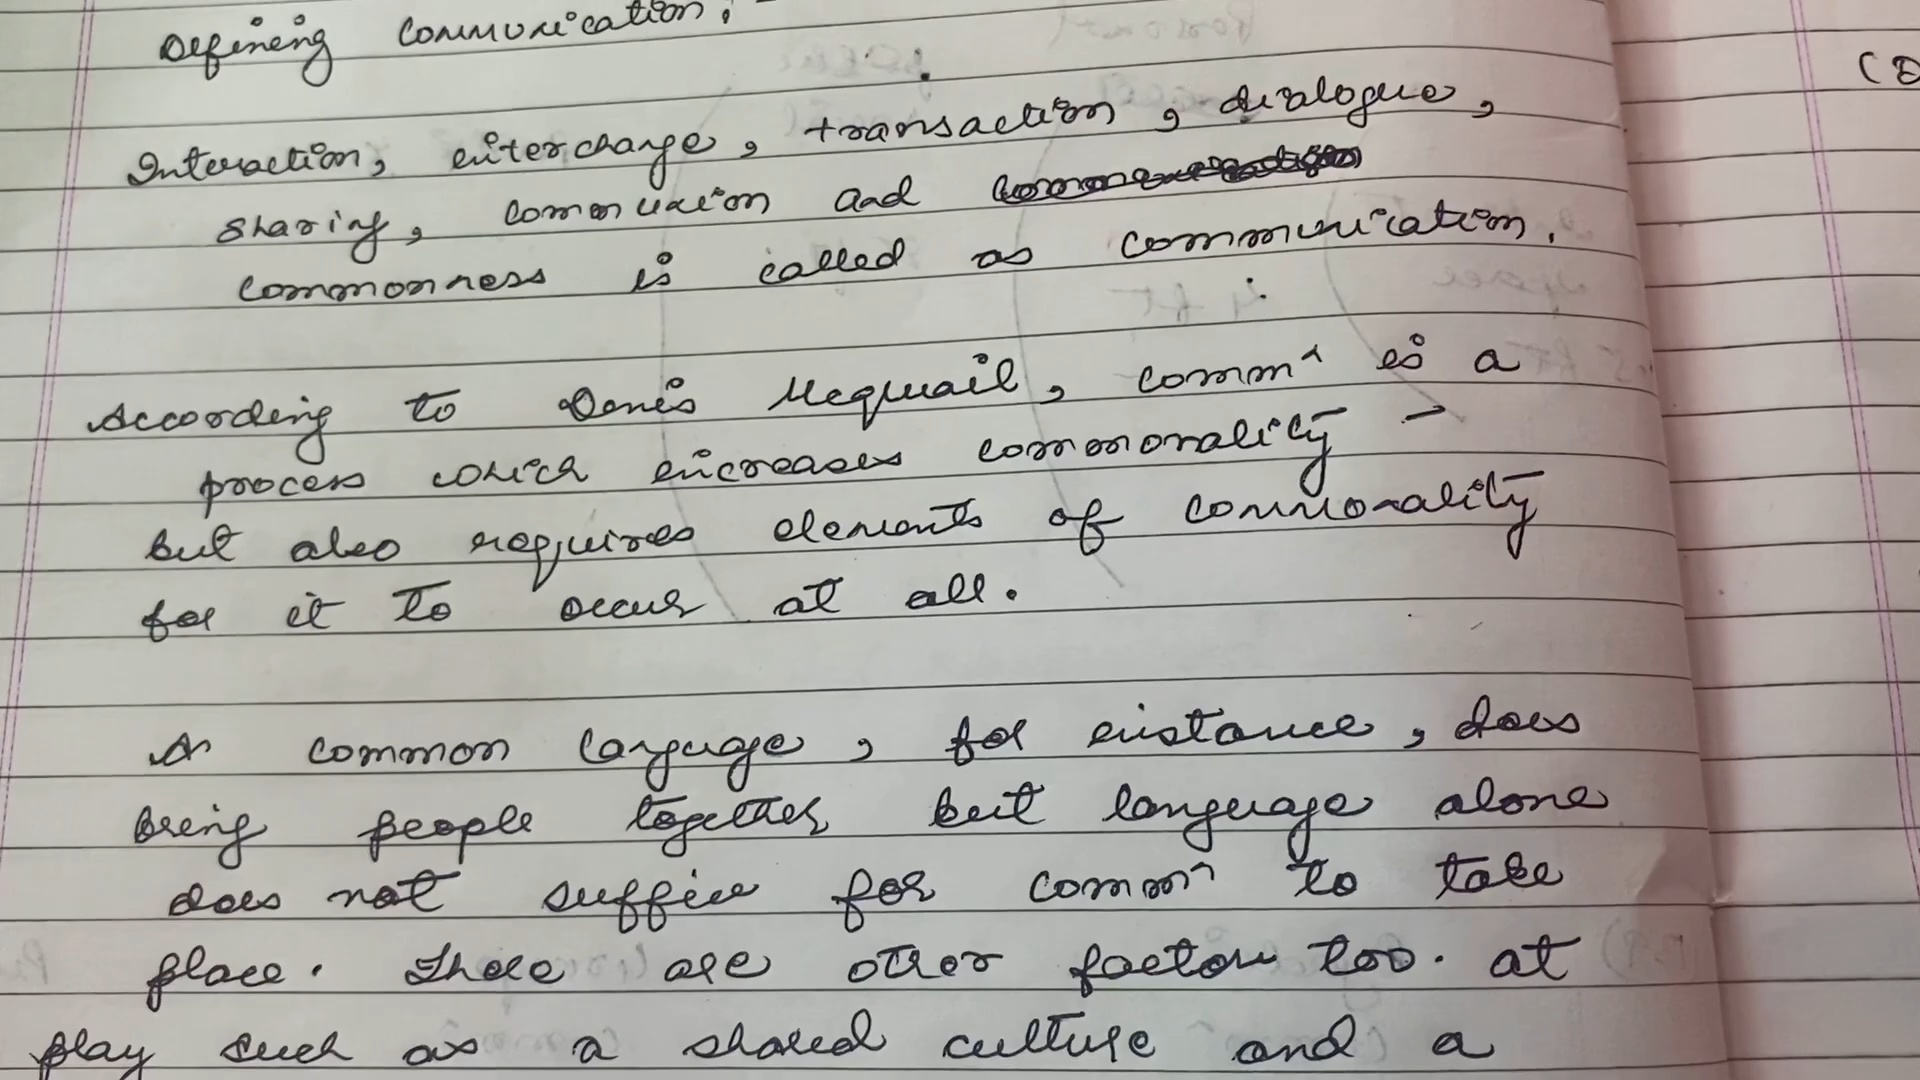 Defining communication:
Interaction, interchange, transaction, dialogue,
sharing, communion and
commonness is called as communication.
According to Denis Mcquail, comm^n is a
process which increases commonality –
but also requires elements of commonality
for it to occur at all.
A common language, for instance, does
bring people together but language alone
does not suffice for comm^n to take
place. There are other factors too. at
play such as a shared culture and a